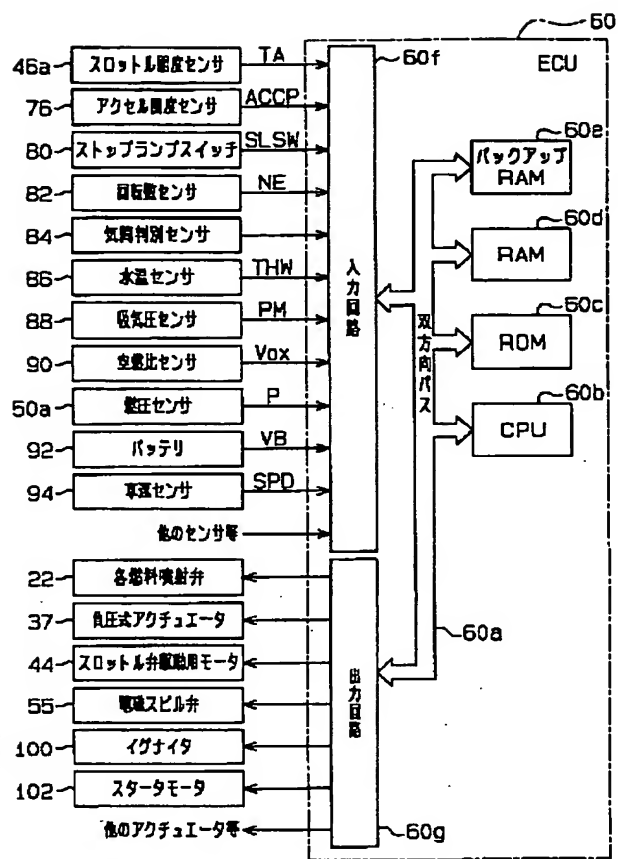 60
ECU
46a スロットル開度センサ TA
60f
76 アクセル開度センサ ACCP
80 ストップランプスイッチ SLSW
60e
バックアップ
RAM
82 回転数センサ NE
84 気筒判別センサ
60d
RAM
86 水温センサ THW
入力回路
88 吸気圧センサ PM
60c
ROM
90 空燃比センサ Vox
双方向バス
50a 燃圧センサ P
60b
CPU
92 バッテリ VB
94 車速センサ SPD
他のセンサ等
22 各燃料噴射弁
37 負圧式アクチュエータ
60a
44 スロットル弁駆動用モータ
出力回路
55 電磁スピル弁
100 イグナイタ
102 スタータモータ
他のアクチュエータ等
60g